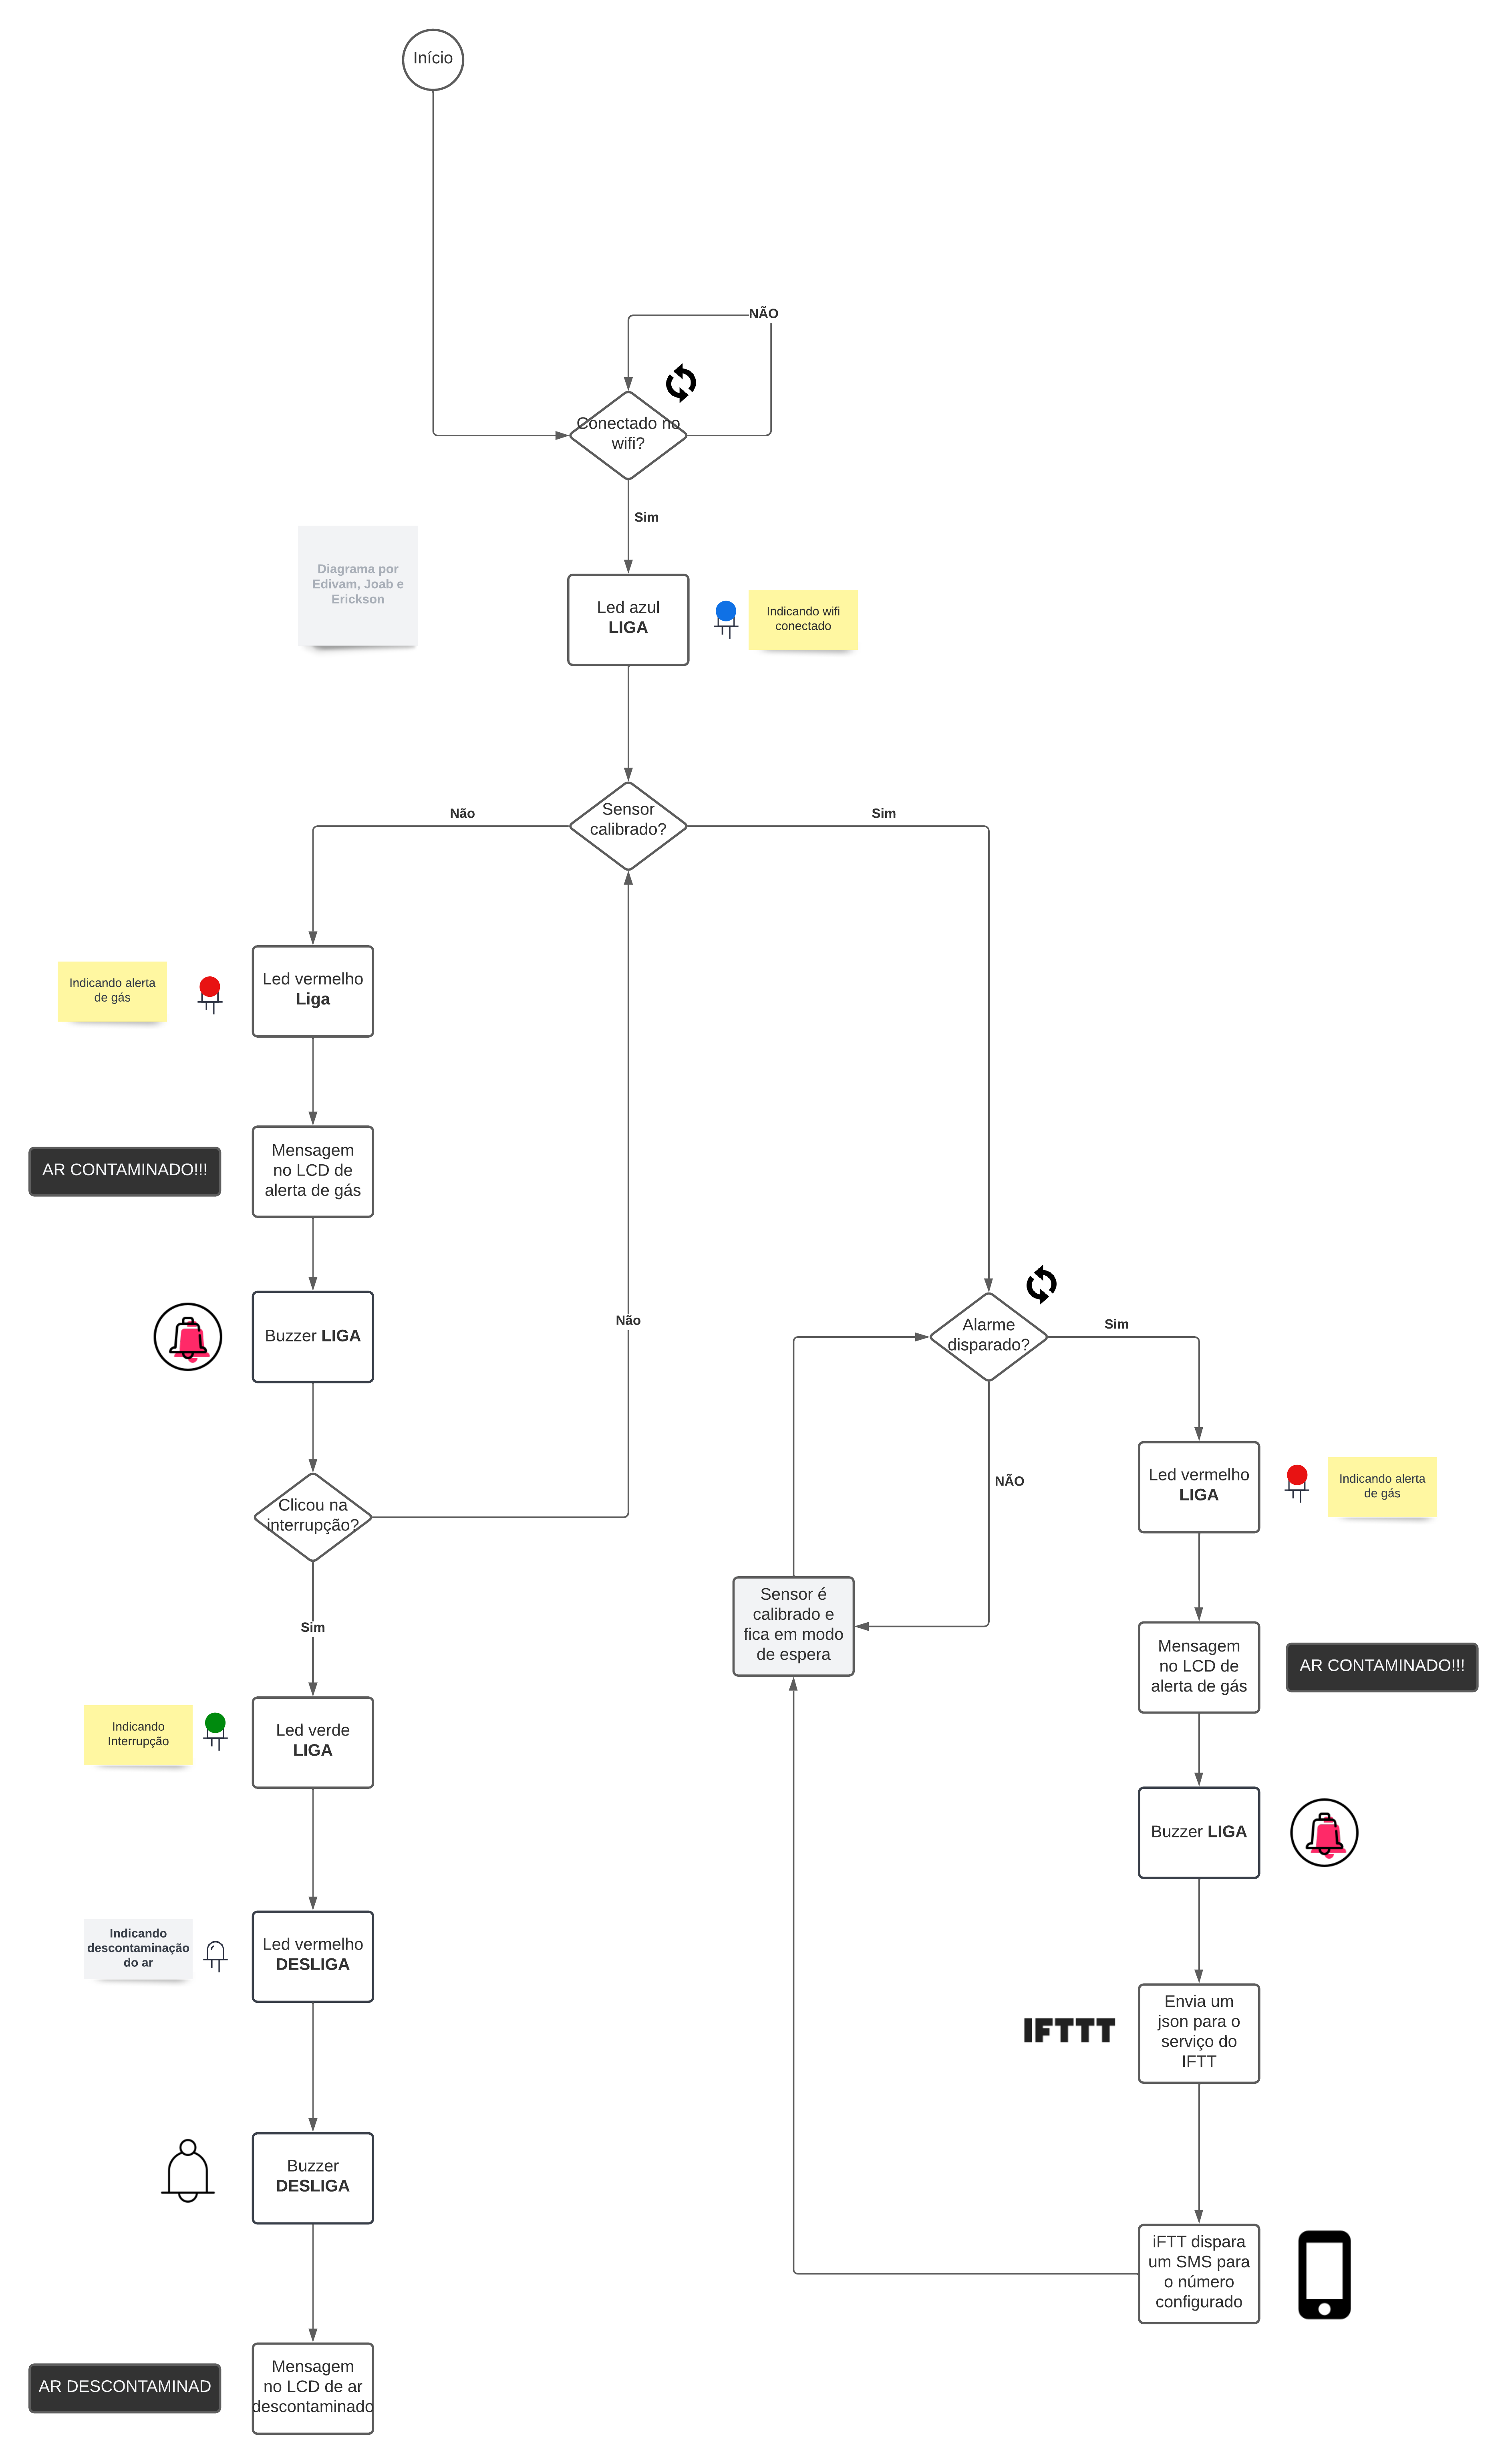 Início
NÃO
Conectado no
wifi?
Sim
Diagrama por
Edivam, Joab e
Erickson
Led azul
LIGA
Indicando wifi
conectado
Não
Sensor
calibrado?
Sim
Indicando alerta
de gás
Led vermelho
Liga
AR CONTAMINADO!!!
Mensagem
no LCD de
alerta de gás
Buzzer LIGA
Não
Clicou na
interrupção?
Sim
Indicando
Interrupção
Led verde
LIGA
Indicando
descontaminação
do ar
Led vermelho
DESLIGA
Buzzer
DESLIGA
AR DESCONTAMINAD
Mensagem
no LCD de ar
descontaminado
Alarme
disparado?
Sim
NÃO
Sensor é
calibrado e
fica em modo
de espera
Led vermelho
LIGA
Indicando alerta
de gás
Mensagem
no LCD de
alerta de gás
AR CONTAMINADO!!!
Buzzer LIGA
IFTTT
Envia um
json para o
serviço do
IFTT
iFTT dispara
um SMS para
o número
configurado